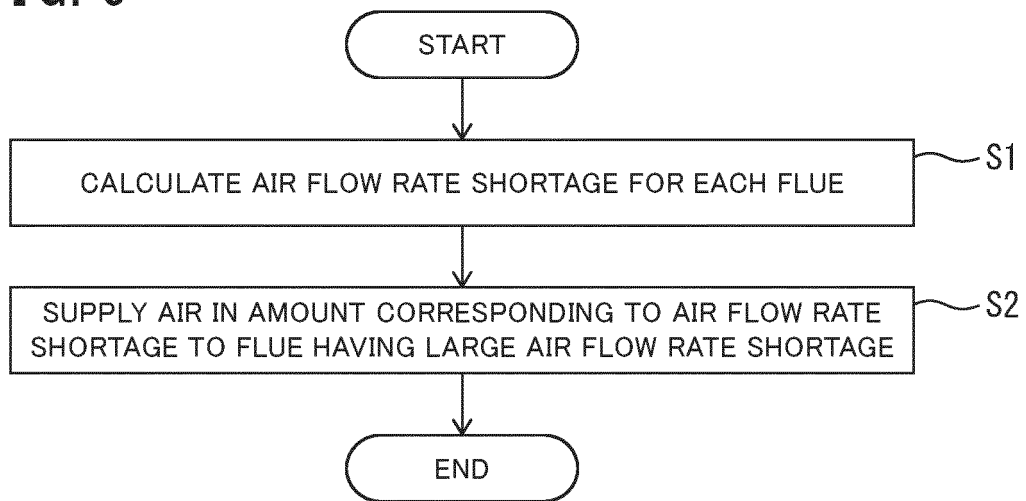 START
CALCULATE AIR FLOW RATE SHORTAGE FOR EACH FLUE
S1
SUPPLY AIR IN AMOUNT CORRESPONDING TO AIR FLOW RATE
SHORTAGE TO FLUE HAVING LARGE AIR FLOW RATE SHORTAGE
S2
END